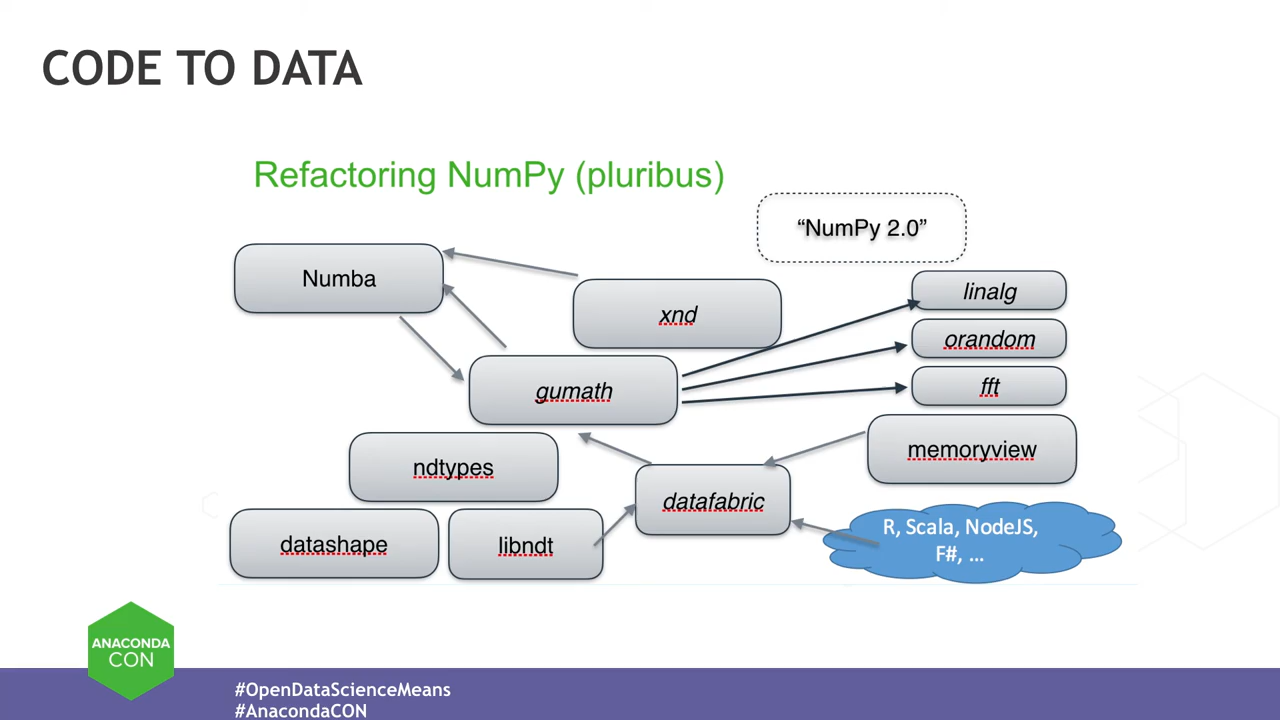 CODE TO DATA
Refactoring NumPy (pluribus)
“NumPy 2.0”
Numba
xnd
linalg
orandom
fft
gumath
memoryview
ndtypes
datafabric
datashape
libndt
R, Scala, NodeJS,
F#, ...
ANACONDA
CON
#OpenDataScienceMeans
#AnacondaCON